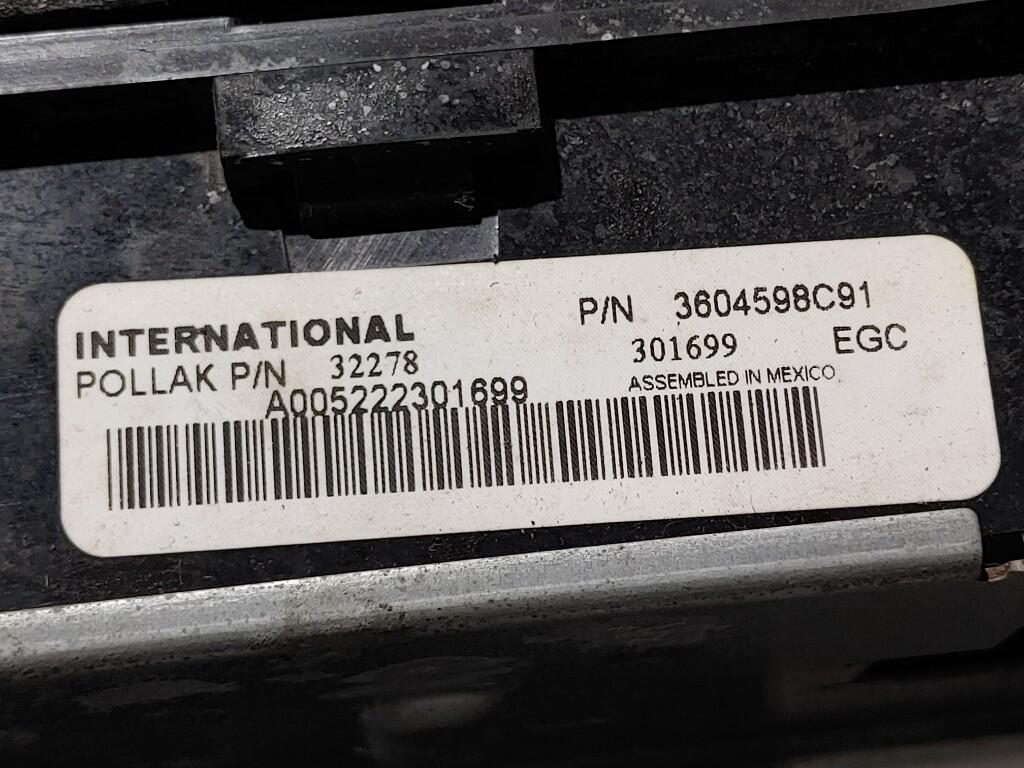 INTERNATIONAL P/N 3604598C91
POLLAK P/N 32278 301699 EGC
A005222301699 ASSEMBLED IN MEXICO